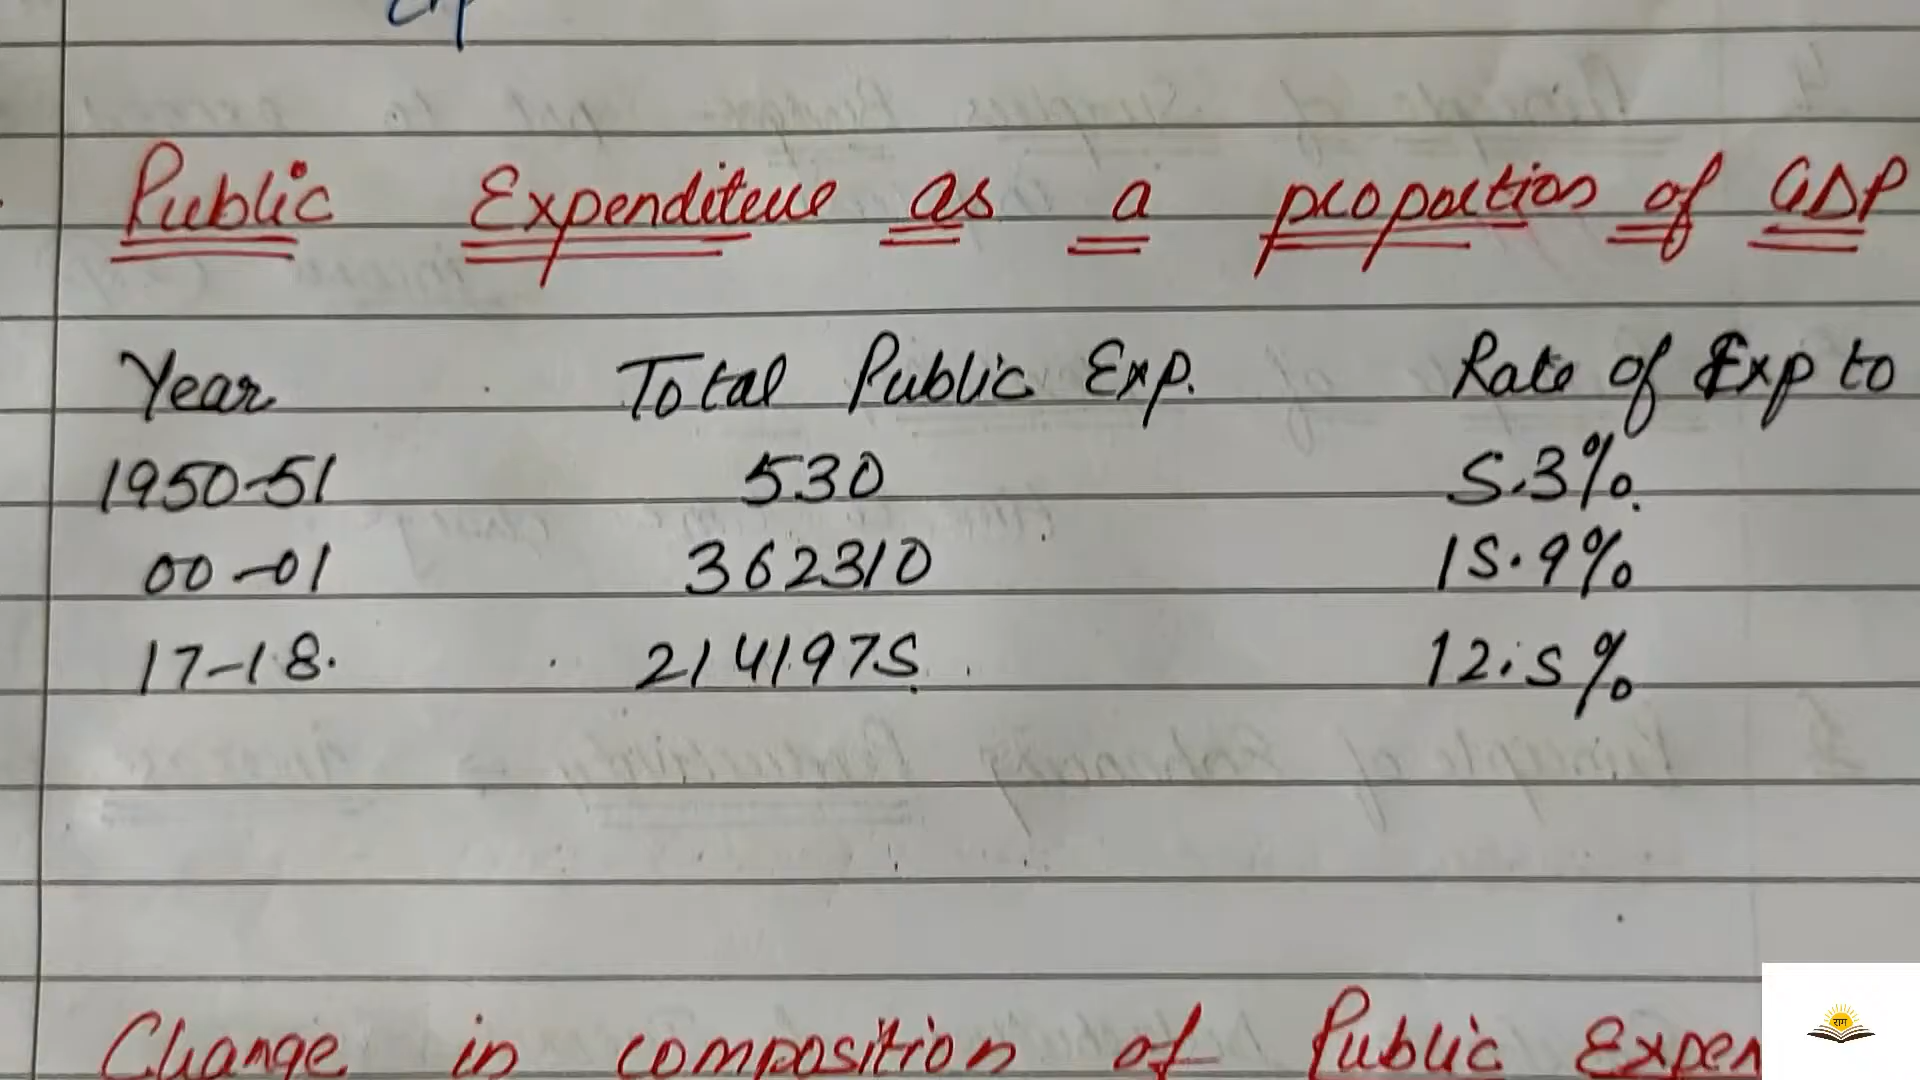 Public Expenditure as a proportion of GDP
Year Total Public Exp. Rate of Exp to
1950-51 530 5.3%
00-01 362310 15.9%
17-18. 2141975 12.5%
Change in composition of Public Expen
राग